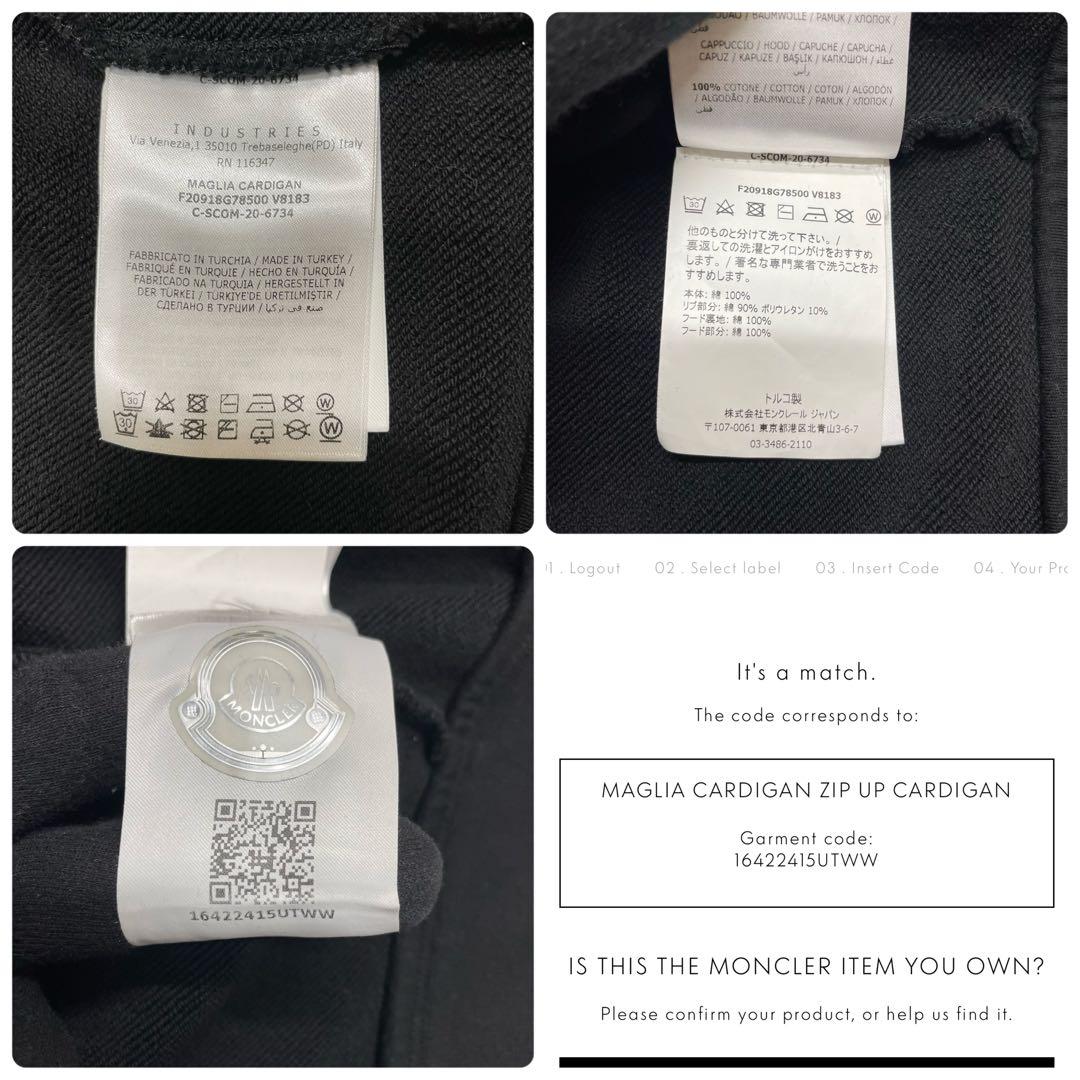 C-SCOM-20-6734
INDUSTRIES
Via Venezia,1 35010 Trebaseleghe(PD) Italy
RN 116347
MAGLIA CARDIGAN
F20918G78500 V8183
C-SCOM-20-6734
FABBRICATO IN TURCHIA / MADE IN TURKEY /
FABRIQUÉ EN TURQUIE / HECHO EN TURQUÍA /
FABRICADO NA TURQUIA / HERGESTELLT IN
DER TÜRKEI / TÜRKIYE'DE ÜRETILMIŞTIR /
СДЕЛАНО В ТУРЦИИ / صنع في تركيا
30 W
30 W
BAUMWOLLE / PAMUK / ХЛОПОК /
قطن
CAPPUCCIO / HOOD / CAPUCHE / CAPUCHA /
CAPUZ / KAPUZE / BAŞLIK / КАПЮШОН / غطاء
رأس
100% COTONE / COTTON / COTON / ALGODÓN
/ ALGODÃO / BAUMWOLLE / PAMUK / ХЛОПОК /
قطن
C-SCOM-20-6734
F20918G78500 V8183
30 W
他のものと分けて洗って下さい。/
裏返しての洗濯とアイロンがけをおすすめ
します。/ 著名な専門業者で洗うことをお
すすめします。
本体: 綿 100%
リブ部分: 綿 90% ポリウレタン 10%
フード裏地: 綿 100%
フード部分: 綿 100%
トルコ製
株式会社モンクレール ジャパン
〒107-0061 東京都港区北青山3-6-7
03-3486-2110
MONCLER
16422415UTWW
1 . Logout 02 . Select label 03 . Insert Code 04 . Your Pro
It's a match.
The code corresponds to:
MAGLIA CARDIGAN ZIP UP CARDIGAN
Garment code:
16422415UTWW
IS THIS THE MONCLER ITEM YOU OWN?
Please confirm your product, or help us find it.